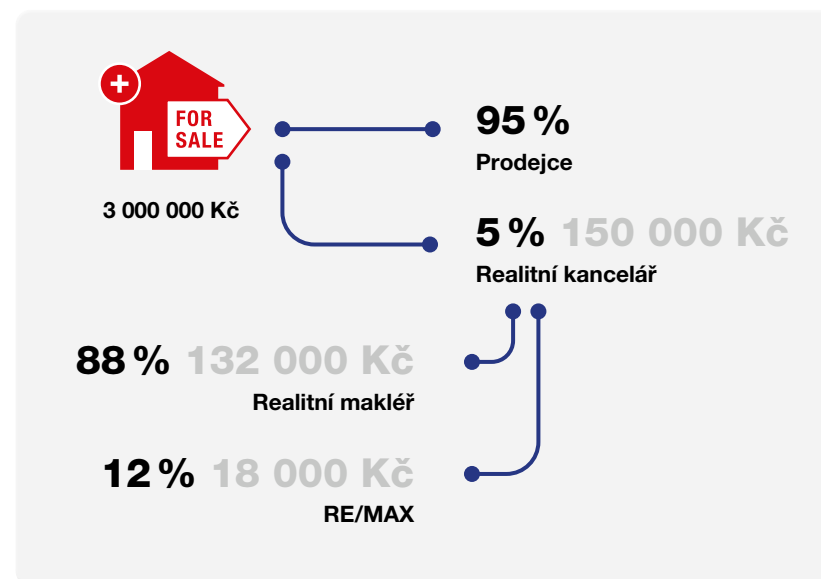 FOR
SALE
3 000 000 Kč
95 %
Prodejce
5 % 150 000 Kč
Realitní kancelář
88 % 132 000 Kč
Realitní makléř
12 % 18 000 Kč
RE/MAX